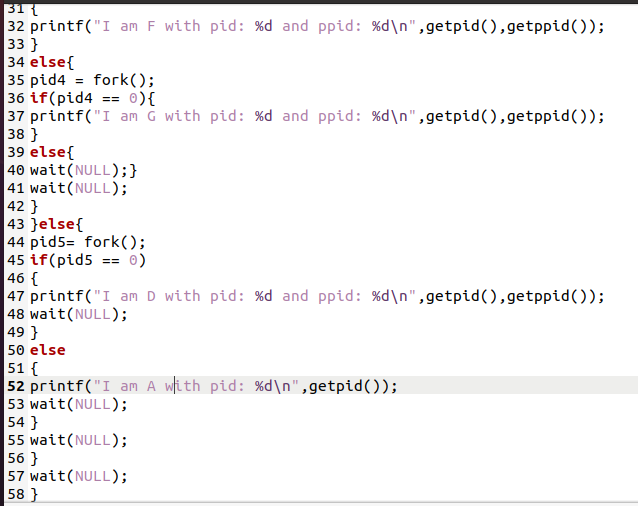 31 {
32 printf("I am F with pid: %d and ppid: %d\n",getpid(),getppid());
33 }
34 else{
35 pid4 = fork();
36 if(pid4 == 0){
37 printf("I am G with pid: %d and ppid: %d\n",getpid(),getppid());
38 }
39 else{
40 wait(NULL);}
41 wait(NULL);
42 }
43 }else{
44 pid5= fork();
45 if(pid5 == 0)
46 {
47 printf("I am D with pid: %d and ppid: %d\n",getpid(),getppid());
48 wait(NULL);
49 }
50 else
51 {
52 printf("I am A with pid: %d\n",getpid());
53 wait(NULL);
54 }
55 wait(NULL);
56 }
57 wait(NULL);
58 }